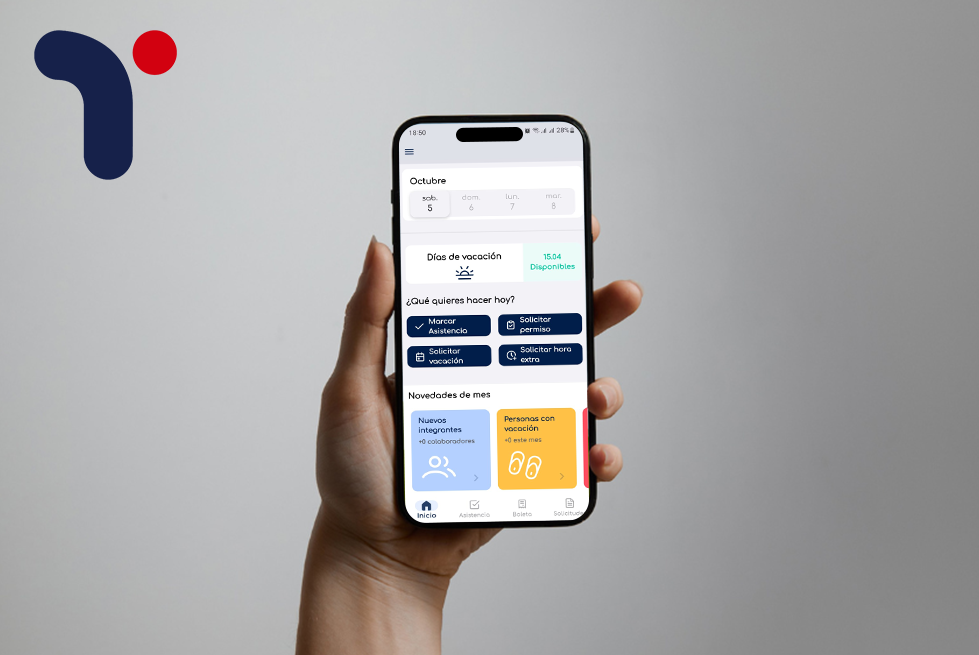 18:50
28%
Octubre
sab. dom. lun. mar.
5 6 7 8
Días de vacación
15.04
Disponibles
¿Qué quieres hacer hoy?
Marcar
Asistencia
Solicitar
permiso
Solicitar
vacación
Solicitar hora
extra
Novedades de mes
Nuevos
integrantes
+0 colaboradores
Personas con
vacación
+0 este mes
Inicio Asistencia Boleta Solicitude